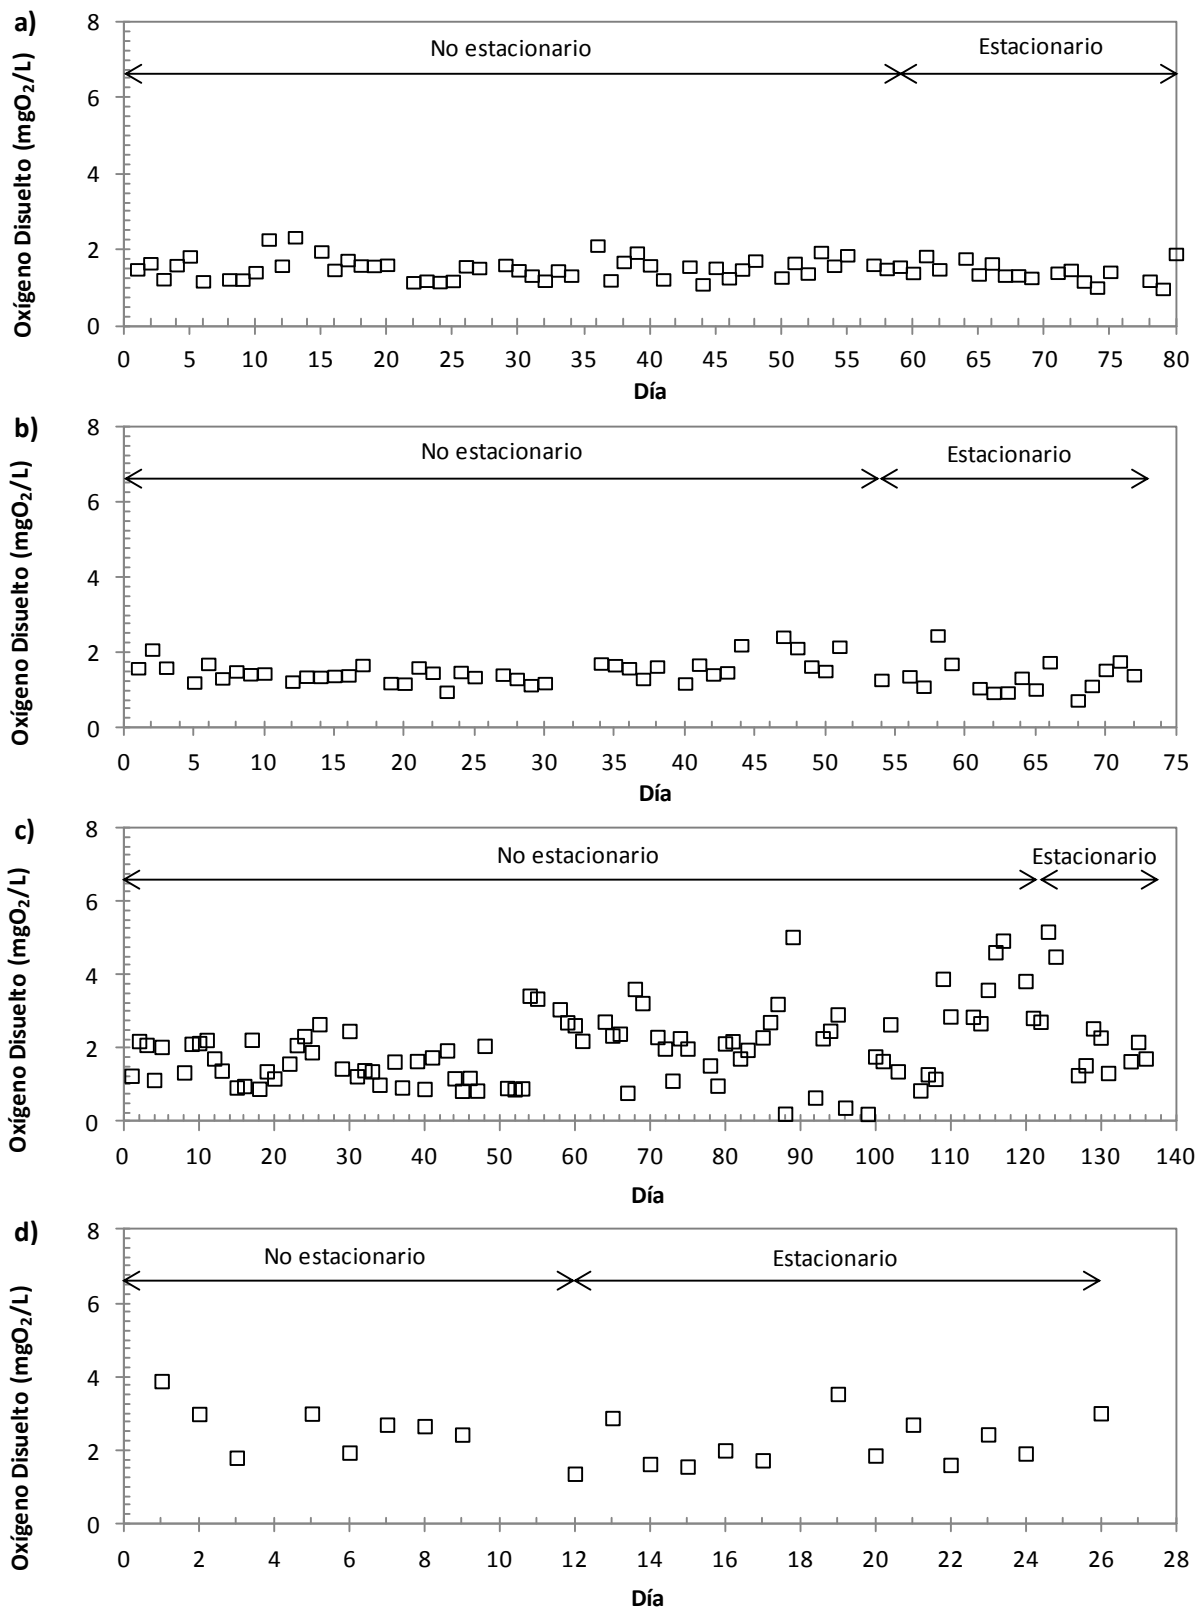 a)
Oxígeno Disuelto (mgO2/L)
8
6
4
2
0
No estacionario Estacionario
0 5 10 15 20 25 30 35 40 45 50 55 60 65 70 75 80
Día
b)
Oxígeno Disuelto (mgO2/L)
8
6
4
2
0
No estacionario Estacionario
0 5 10 15 20 25 30 35 40 45 50 55 60 65 70 75
Día
c)
Oxígeno Disuelto (mgO2/L)
8
6
4
2
0
No estacionario Estacionario
0 10 20 30 40 50 60 70 80 90 100 110 120 130 140
Día
d)
Oxígeno Disuelto (mgO2/L)
8
6
4
2
0
No estacionario Estacionario
0 2 4 6 8 10 12 14 16 18 20 22 24 26 28
Día